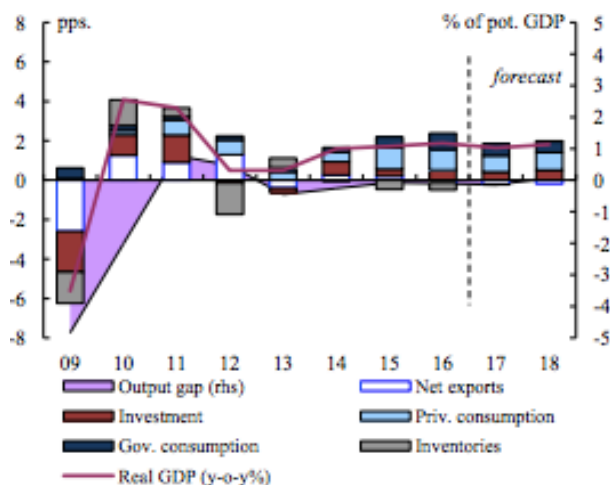 pps.
% of pot. GDP
8
6
4
2
0
-2
-4
-6
-8
5
4
3
2
1
0
-1
-2
-3
-4
-5
forecast
09 10 11 12 13 14 15 16 17 18
Output gap (rhs)
Net exports
Investment
Priv. consumption
Gov. consumption
Inventories
Real GDP (y-o-y%)